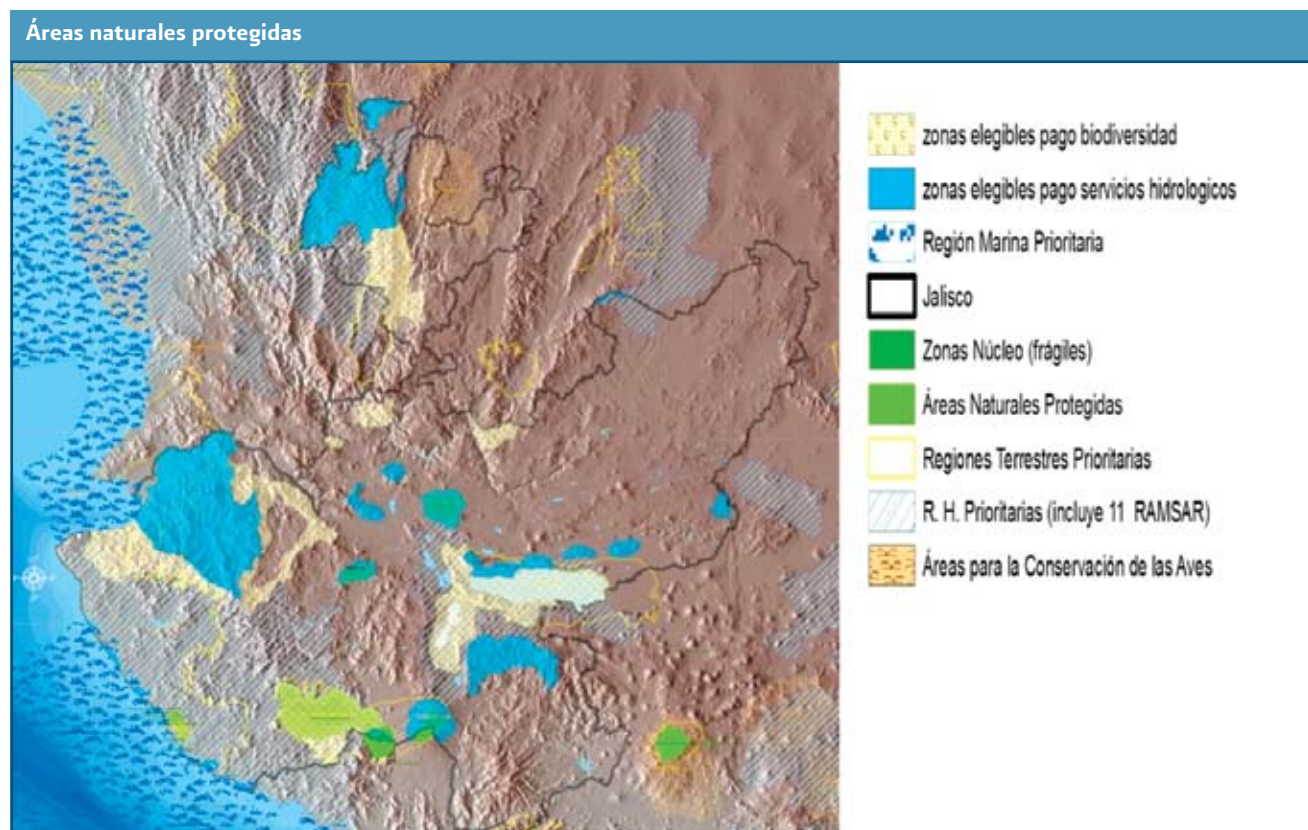 Áreas naturales protegidas
zonas elegibles pago biodiversidad
zonas elegibles pago servicios hidrologicos
Región Marina Prioritaria
Jalisco
Zonas Núcleo (frágiles)
Áreas Naturales Protegidas
Regiones Terrestres Prioritarias
R. H. Prioritarias (incluye 11 RAMSAR)
Áreas para la Conservación de las Aves